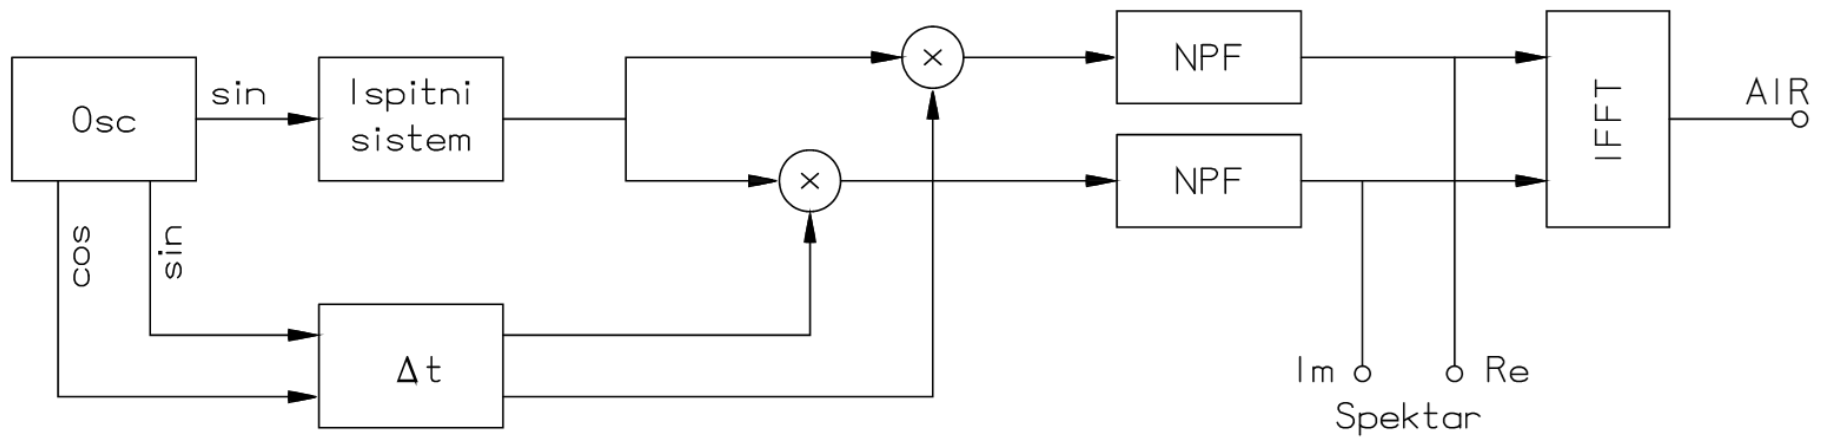 Osc
sin
Ispitni
sistem
×
NPF
IFFT
AIR
×
NPF
cos
sin
Δt
Im
Re
Spektar